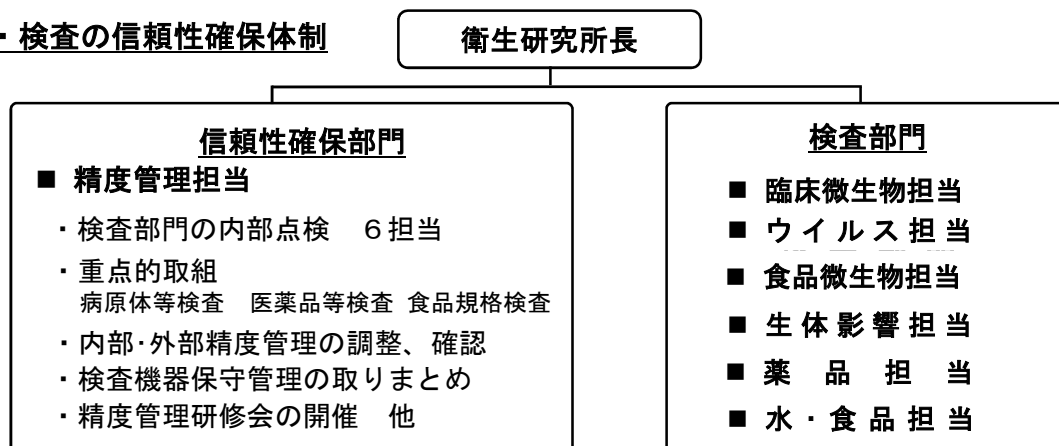 ・検査の信頼性確保体制
衛生研究所長
信頼性確保部門
■ 精度管理担当
・検査部門の内部点検　６担当
・重点的取組
病原体等検査　医薬品等検査　食品規格検査
・内部・外部精度管理の調整、確認
・検査機器保守管理の取りまとめ
・精度管理研修会の開催　他
検査部門
■ 臨床微生物担当
■ ウイルス担当
■ 食品微生物担当
■ 生体影響担当
■ 薬品担当
■ 水・食品担当